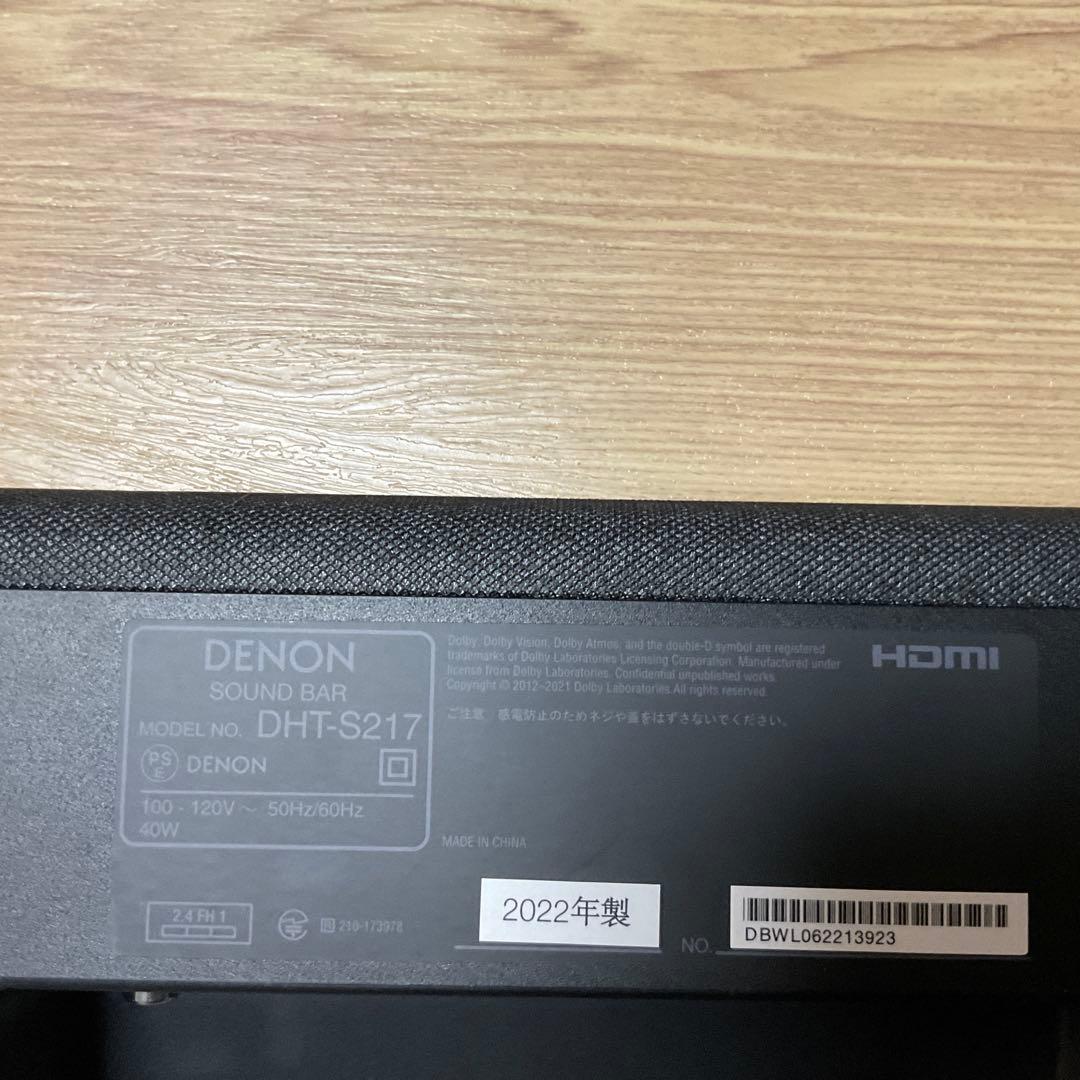 DENON
SOUND BAR
MODEL NO. DHT-S217
PS
E
DENON
100 - 120V ~ 50Hz/60Hz
40W
Dolby, Dolby Vision, Dolby Atmos, and the double-D symbol are registered
trademarks of Dolby Laboratories Licensing Corporation. Manufactured under
license from Dolby Laboratories. Confidential unpublished works.
Copyright © 2012-2021 Dolby Laboratories.All rights reserved.
HDMI
ご注意 感電防止のためネジや蓋をはずさないでください。
MADE IN CHINA
2.4 FH 1
R 210-173978
2022年製
NO.
DBWL062213923